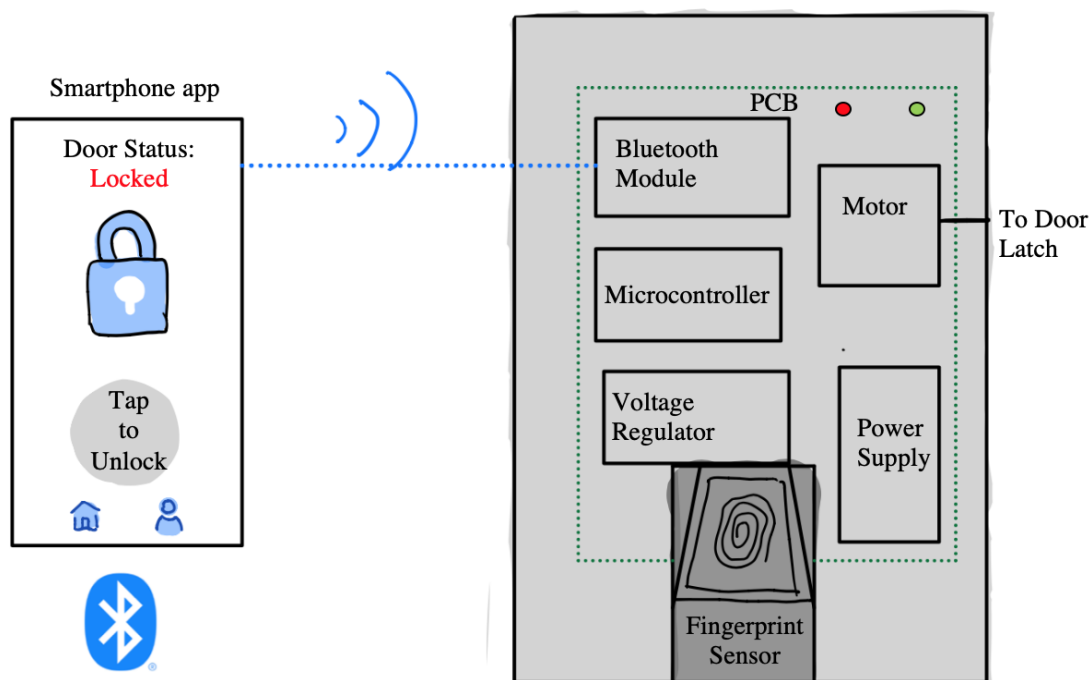 Smartphone app
Door Status:
Locked
Tap
to
Unlock
PCB
Bluetooth
Module
Motor
To Door
Latch
Microcontroller
Voltage
Regulator
Power
Supply
Fingerprint
Sensor
®